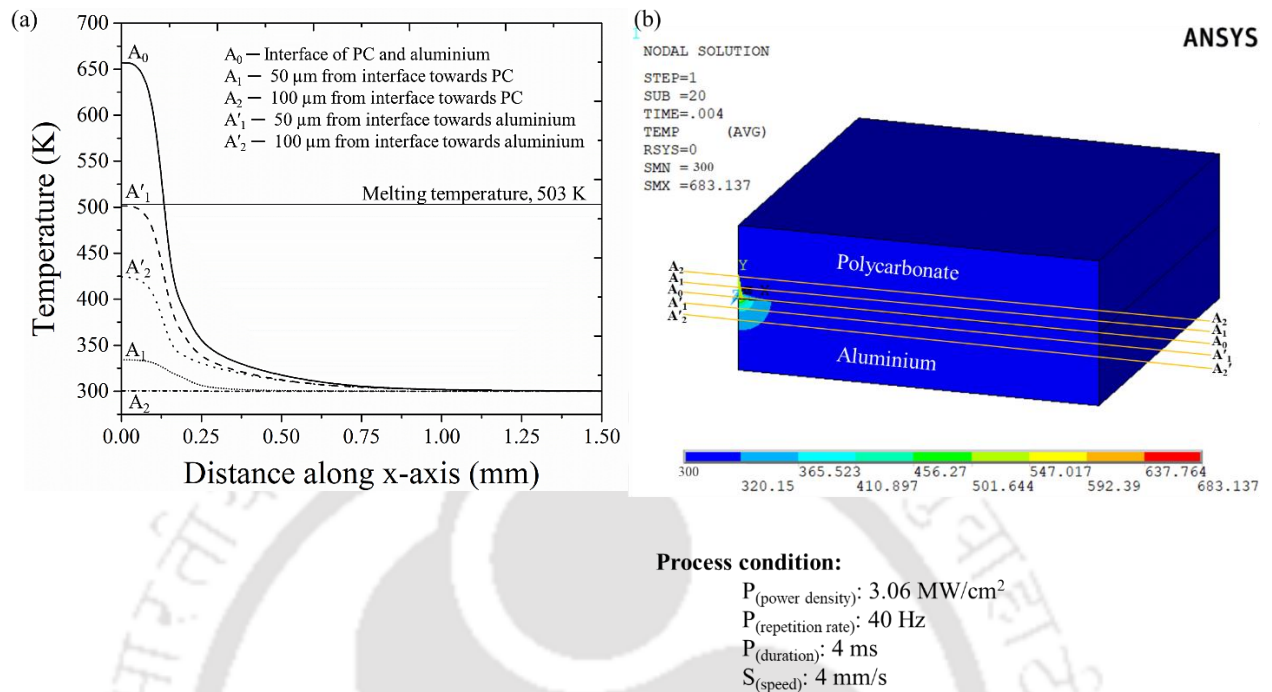 (a)
700
650
600
550
500
450
400
350
300
Temperature (K)
A₀
A₀ — Interface of PC and aluminium
A₁ — 50 µm from interface towards PC
A₂ — 100 µm from interface towards PC
A′₁ — 50 µm from interface towards aluminium
A′₂ — 100 µm from interface towards aluminium
A′₁
Melting temperature, 503 K
A′₂
A₁
A₂
0.00 0.25 0.50 0.75 1.00 1.25 1.50
Distance along x-axis (mm)
(b)
1
ANSYS
NODAL SOLUTION
STEP=1
SUB =20
TIME=.004
TEMP (AVG)
RSYS=0
SMN =300
SMX =683.137
Y
Polycarbonate
Aluminium
A₂
A₁
A₀
A′₁
A′₂
A₂
A₁
A₀
A′₁
A₂′
300 365.523 456.27 547.017 637.764
320.15 410.897 501.644 592.39 683.137
Process condition:
P(power density): 3.06 MW/cm²
P(repetition rate): 40 Hz
P(duration): 4 ms
S(speed): 4 mm/s